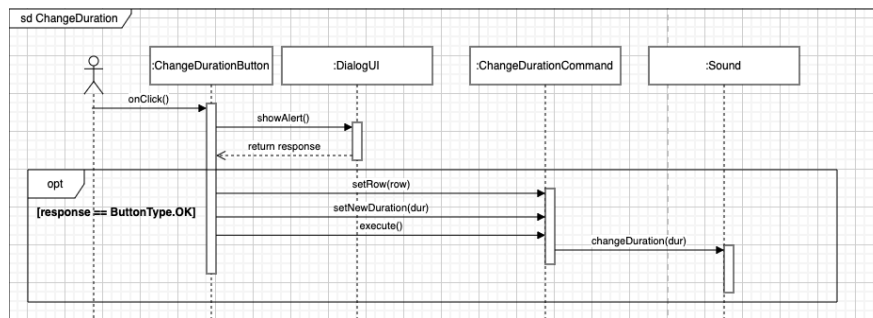 sd ChangeDuration
:ChangeDurationButton
:DialogUI
:ChangeDurationCommand
:Sound
onClick()
showAlert()
return response
opt
setRow(row)
[response == ButtonType.OK]
setNewDuration(dur)
execute()
changeDuration(dur)